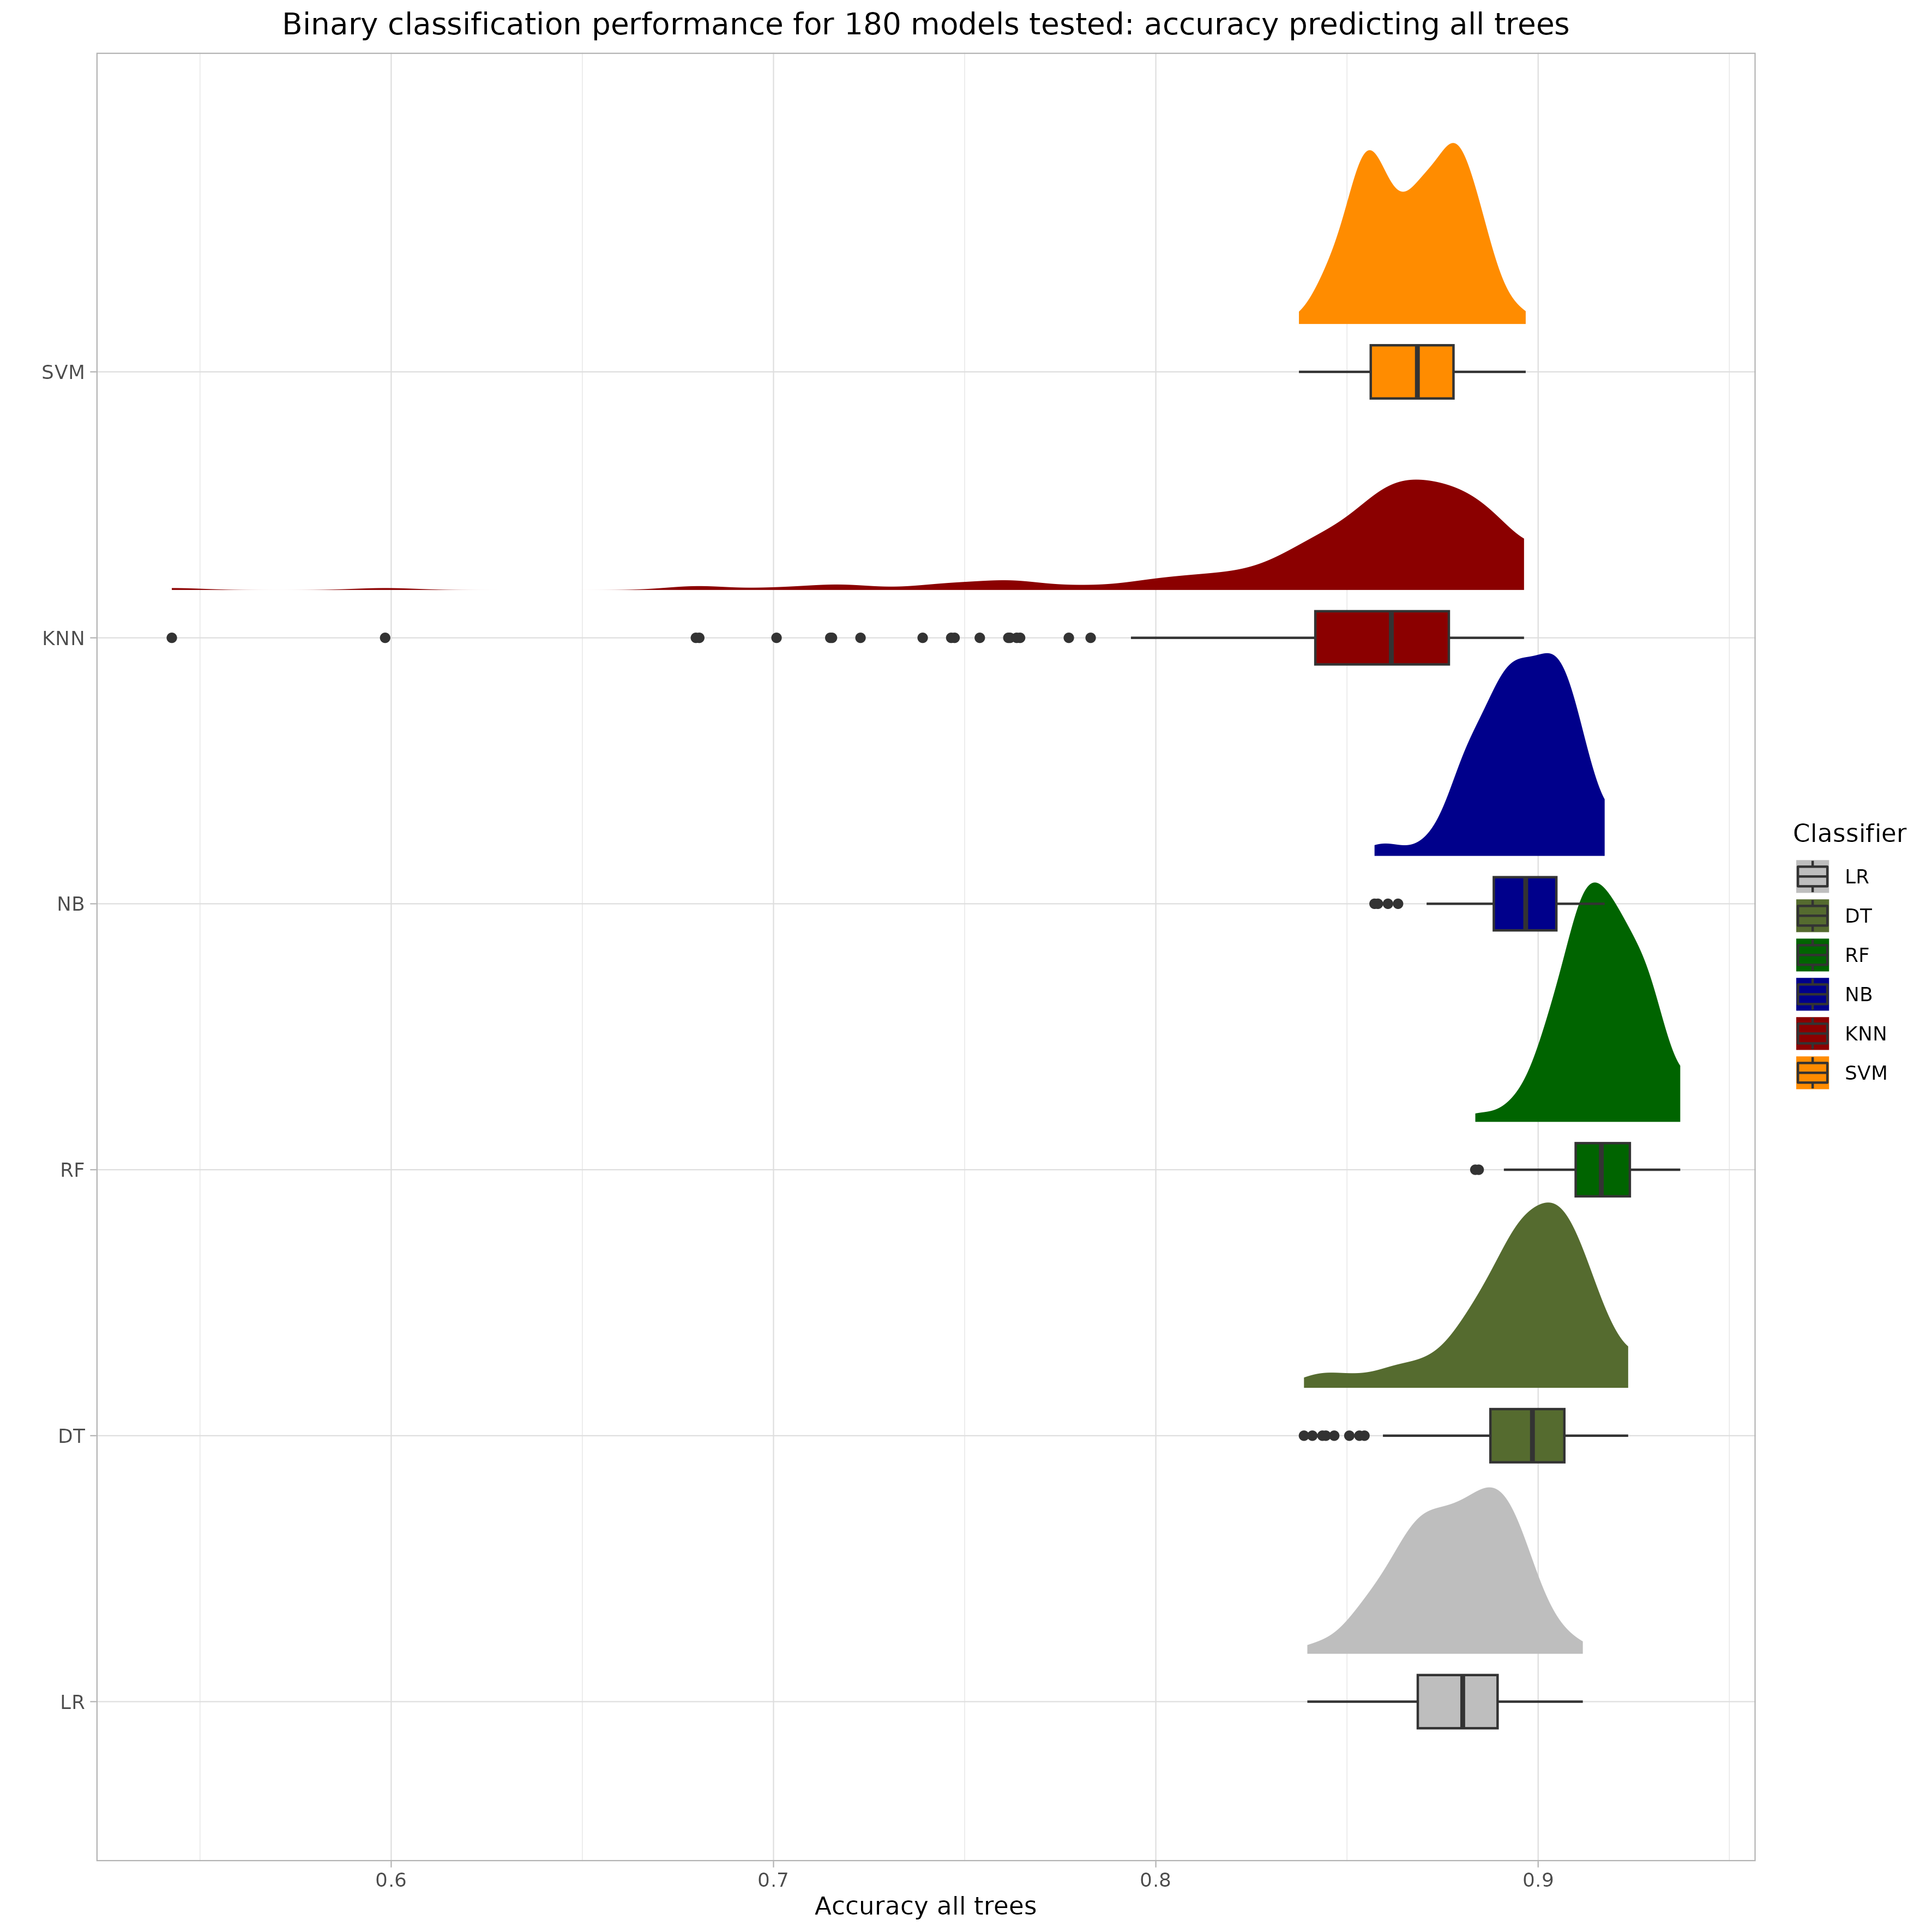 Binary classification performance for 180 models tested: accuracy predicting all trees
SVM
KNN
NB
RF
DT
LR
0.6
0.7
0.8
0.9
Accuracy all trees
Classifier
LR
DT
RF
NB
KNN
SVM